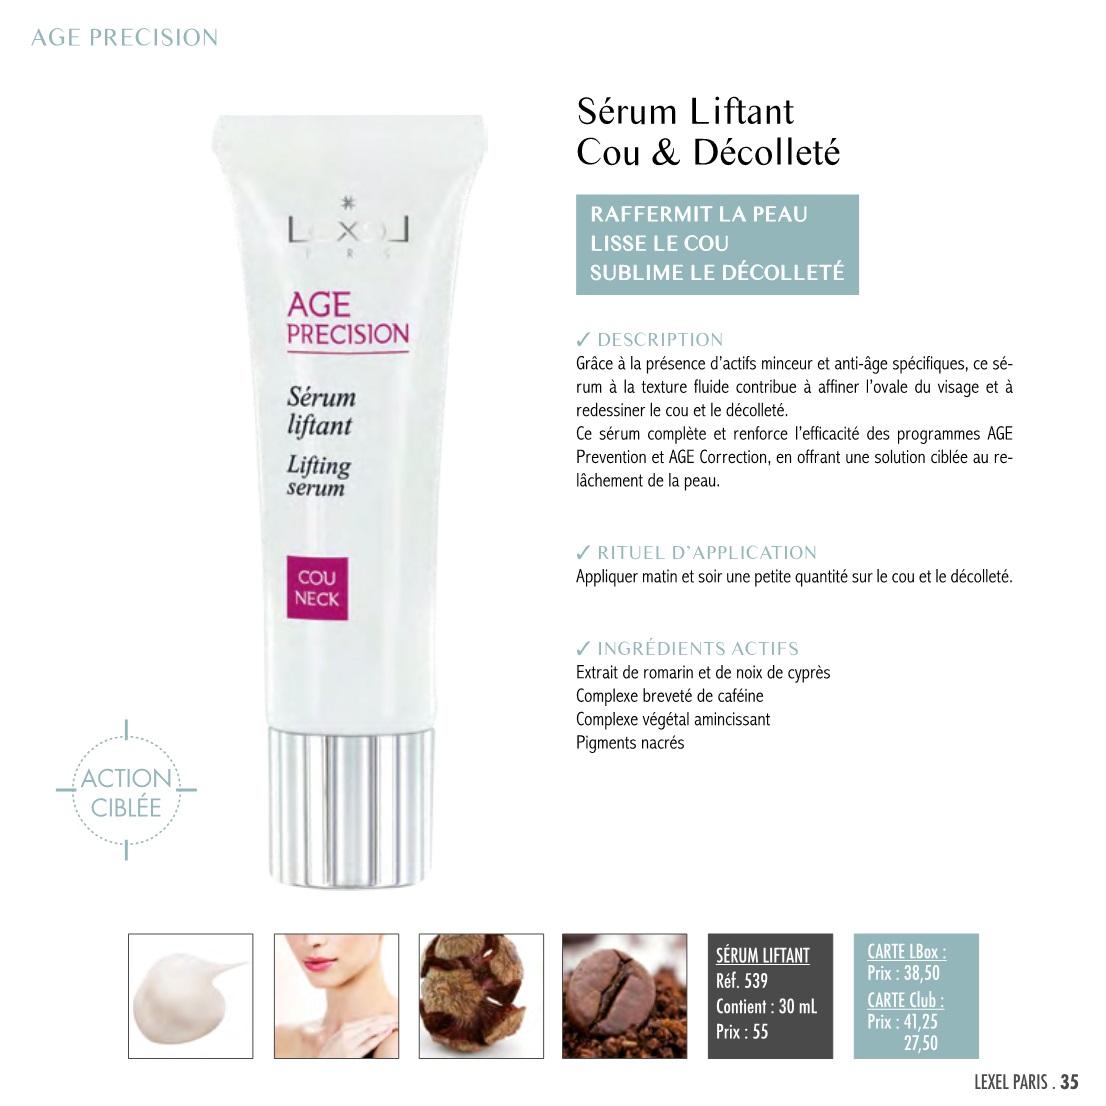 AGE PRECISION
Sérum Liftant
Cou & Décolleté
RAFFERMIT LA PEAU
LISSE LE COU
SUBLIME LE DÉCOLLETÉ
✓ DESCRIPTION
Grâce à la présence d'actifs minceur et anti-âge spécifiques, ce sé-
rum à la texture fluide contribue à affiner l'ovale du visage et à
redessiner le cou et le décolleté.
Ce sérum complète et renforce l'efficacité des programmes AGE
Prevention et AGE Correction, en offrant une solution ciblée au re-
lâchement de la peau.
✓ RITUEL D'APPLICATION
Appliquer matin et soir une petite quantité sur le cou et le décolleté.
✓ INGRÉDIENTS ACTIFS
Extrait de romarin et de noix de cyprès
Complexe breveté de caféine
Complexe végétal amincissant
Pigments nacrés
LexeL
AGE
PRECISION
Sérum
liftant
Lifting
serum
COU
NECK
ACTION
CIBLÉE
SÉRUM LIFTANT
Réf. 539
Contient : 30 mL
Prix : 55
CARTE LBox :
Prix : 38,50
CARTE Club :
Prix : 41,25
27,50
LEXEL PARIS . 35